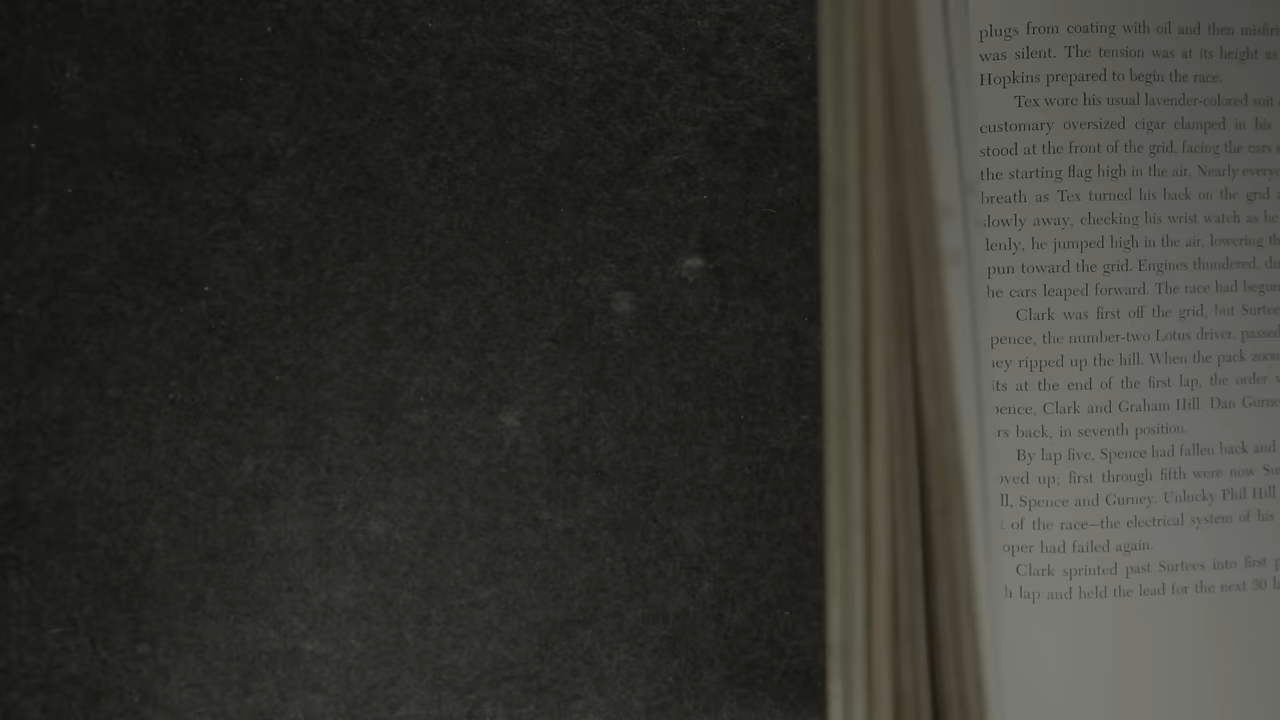 plugs from coating with oil and then misfir
was silent. The tension was at its height as
Hopkins prepared to begin the race.
Tex wore his usual lavender-colored suit
customary oversized cigar clamped in his
stood at the front of the grid, facing the cars
the starting flag high in the air. Nearly every
breath as Tex turned his back on the grid
lowly away, checking his wrist watch as he
lenly, he jumped high in the air, lowering th
pun toward the grid. Engines thundered, du
he cars leaped forward. The race had begun
Clark was first off the grid, but Surtee
pence, the number-two Lotus driver, passed
ey ripped up the hill. When the pack zoom
its at the end of the first lap, the order
ence, Clark and Graham Hill. Dan Gurne
rs back, in seventh position.
By lap five, Spence had fallen back and
oved up; first through fifth were now Su
ll, Spence and Gurney. Unlucky Phil Hill
of the race—the electrical system of his
oper had failed again.
Clark sprinted past Surtees into first p
h lap and held the lead for the next 30 l